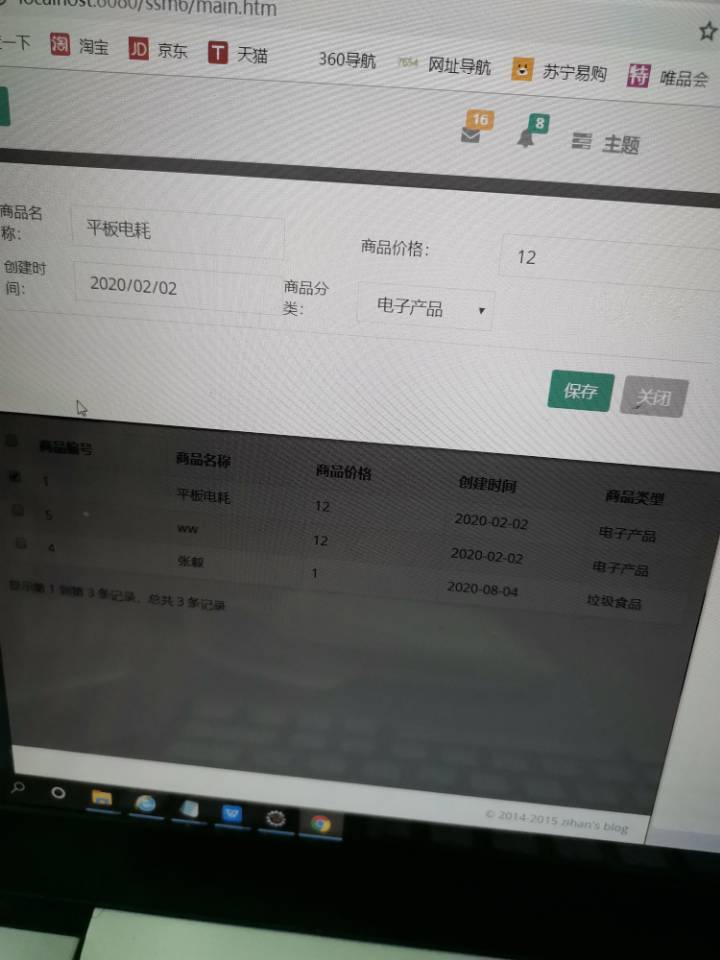 localhost:8080/ssm6/main.htm
一下 淘 淘宝 JD 京东 T 天猫 360导航 7654 网址导航 苏宁易购 特 唯品会
16 8 主题
商品名称: 平板电耗 商品价格: 12
创建时间: 2020/02/02 商品分类: 电子产品
保存 关闭
商品编号 商品名称 商品价格 创建时间 商品类型
1 平板电耗 12 2020-02-02 电子产品
5 ww 12 2020-02-02 电子产品
4 张毅 1 2020-08-04 垃圾食品
显示第 1 到第 3 条记录，总共 3 条记录
© 2014-2015 zihan's blog